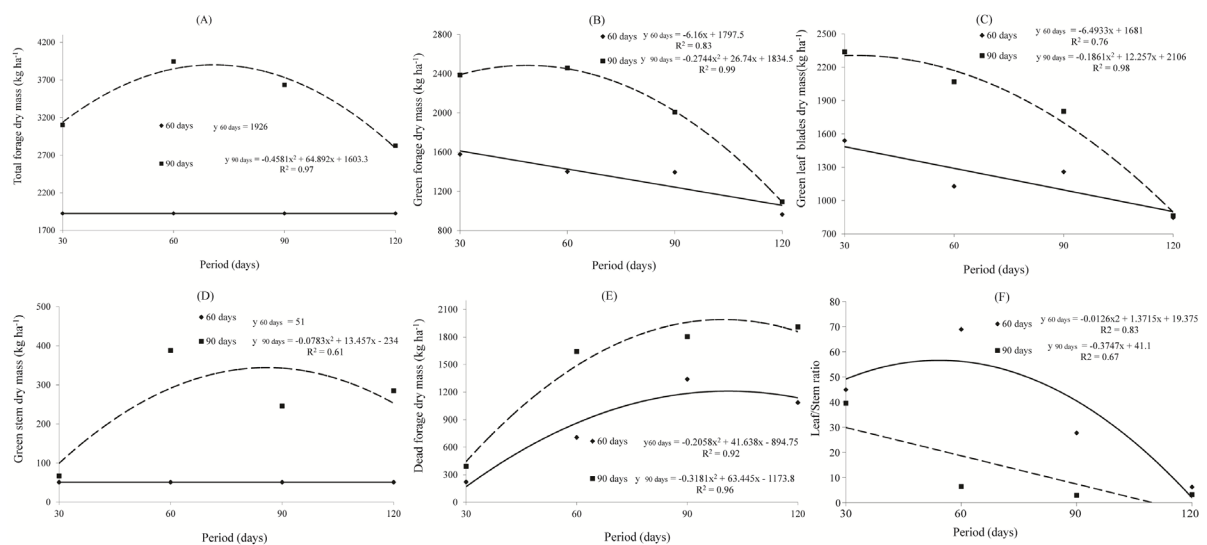 (A)
Total forage dry mass (kg ha-1)
4200
3700
3200
2700
2200
1700
60 days y 60 days = 1926
90 days y 90 days = -0.4581x2 + 64.892x + 1603.3
R2 = 0.97
30 60 90 120
Period (days)
(B)
Green forage dry mass (kg ha-1)
2800
2400
2000
1600
1200
800
60 days y 60 days = -6.16x + 1797.5
R2 = 0.83
90 days y 90 days = -0.2744x2 + 26.74x + 1834.5
R2 = 0.99
30 60 90 120
Period (days)
(C)
Green leaf blades dry mass(kg ha-1)
2500
2200
1900
1600
1300
1000
700
60 days y 60 days = -6.4933x + 1681
R2 = 0.76
90 days y 90 days = -0.1861x2 + 12.257x + 2106
R2 = 0.98
30 60 90 120
Period (days)
(D)
Green stem dry mass (kg ha-1)
500
400
300
200
100
0
60 days y 60 days = 51
90 days y 90 days = -0.0783x2 + 13.457x - 234
R2 = 0.61
30 60 90 120
Period (days)
(E)
Dead forage dry mass (kg ha-1)
2100
1800
1500
1200
900
600
300
0
60 days y60 days = -0.2058x2 + 41.638x - 894.75
R2 = 0.92
90 days y 90 days = -0.3181x2 + 63.445x - 1173.8
R2 = 0.96
30 60 90 120
Period (days)
(F)
Leaf/Stem ratio
80
70
60
50
40
30
20
10
0
60 days y 60 days = -0.0126x2 + 1.3715x + 19.375
R2 = 0.83
90 days y 90 days = -0.3747x + 41.1
R2 = 0.67
30 60 90 120
Period (days)